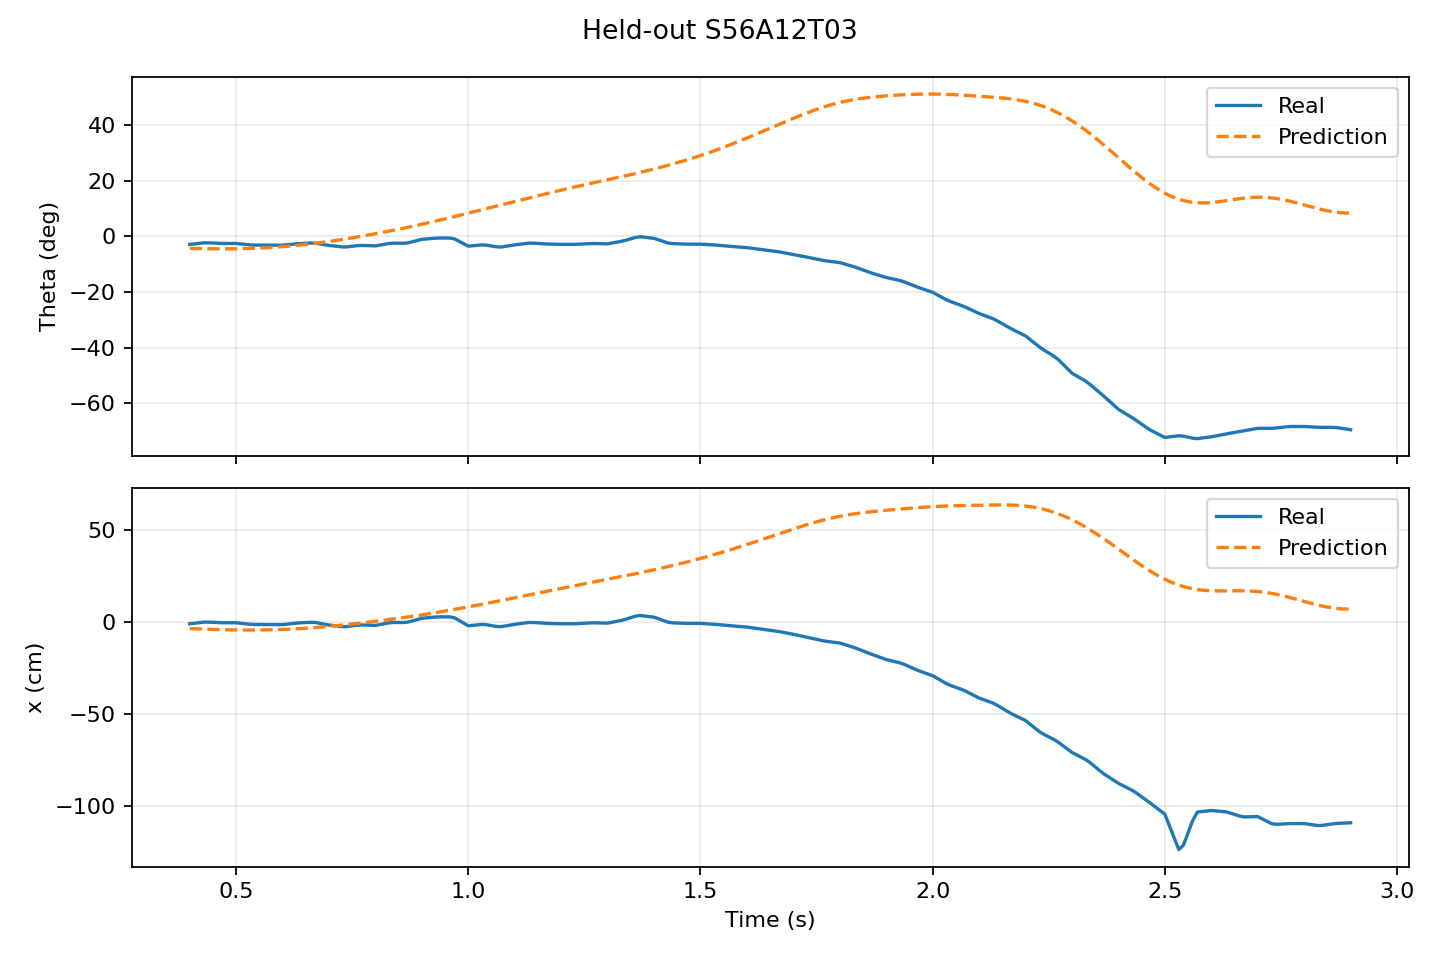 Held-out S56A12T03
Theta (deg)
40
20
0
−20
−40
−60
Real
Prediction
x (cm)
50
0
−50
−100
Real
Prediction
0.5 1.0 1.5 2.0 2.5 3.0
Time (s)